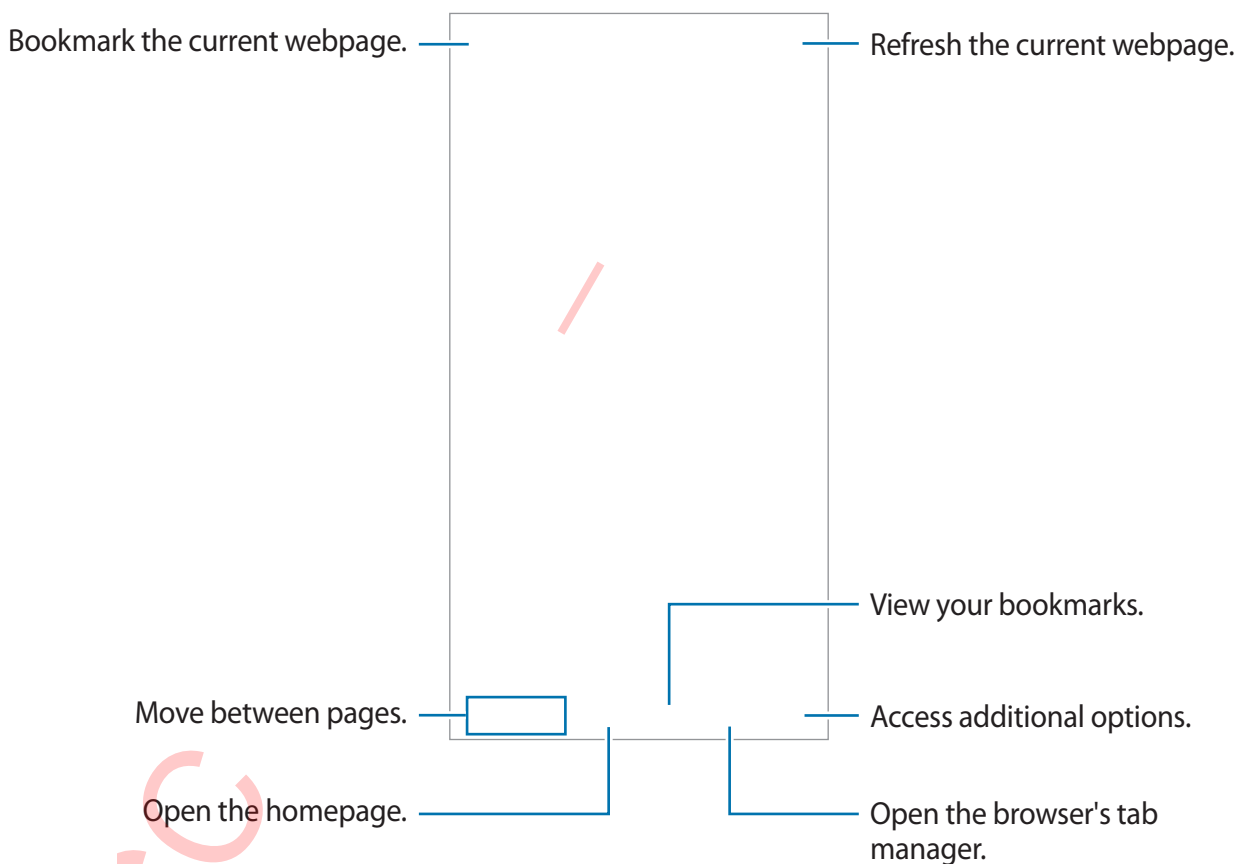 Bookmark the current webpage.
Refresh the current webpage.
View your bookmarks.
Move between pages.
Access additional options.
Open the homepage.
Open the browser's tab
manager.